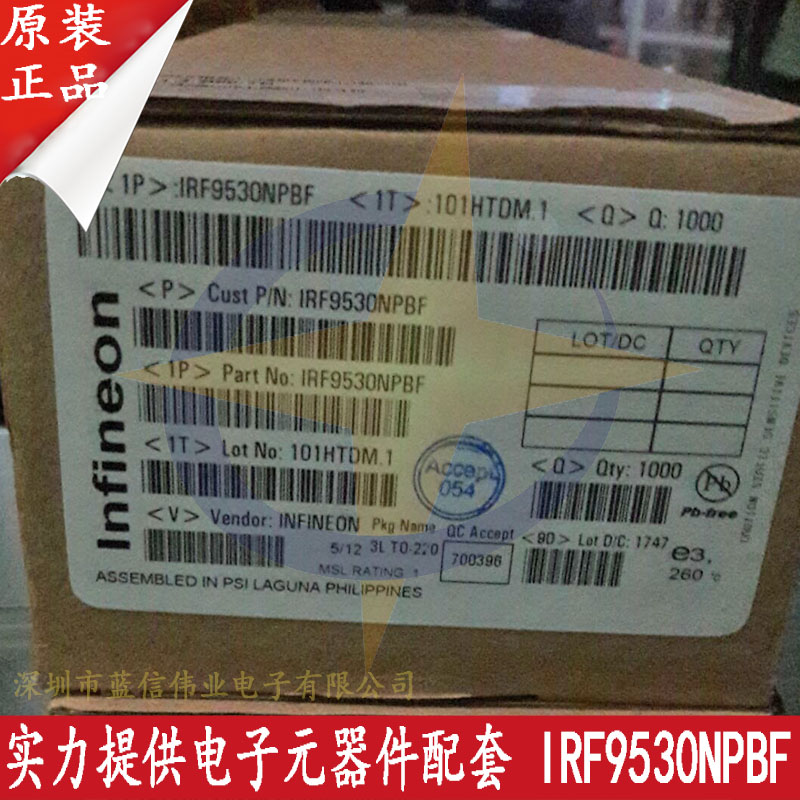 原装
正品
<1P>:IRF9530NPBF <1T>:101HTDM.1 <Q> Q: 1000
<P> Cust P/N: IRF9530NPBF
<1P> Part No: IRF9530NPBF
<1T> Lot No: 101HTDM.1
<V> Vendor: INFINEON Pkg Name QC Accept
5/12 3L TO-220 700396
MSL RATING 1
ASSEMBLED IN PSI LAGUNA PHILIPPINES
Infineon
Accept
054
LOT/DC QTY
<Q> Qty: 1000
Pb-free
<9D> Lot D/C: 1747
e3.
260 ℃
深圳市蓝信伟业电子有限公司
实力提供电子元器件配套 IRF9530NPBF